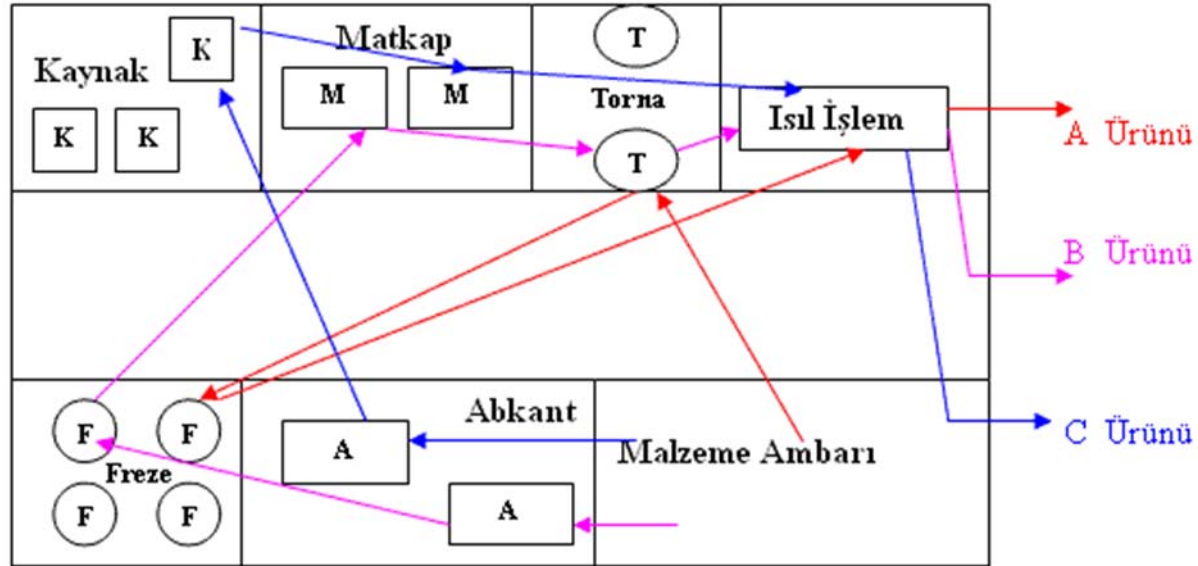 K
Kaynak
K
K
Matkap
M
M
T
Torna
T
Isıl İşlem
A Ürünü
B Ürünü
C Ürünü
F
F
Freze
F
F
Abkant
A
A
Malzeme Ambarı